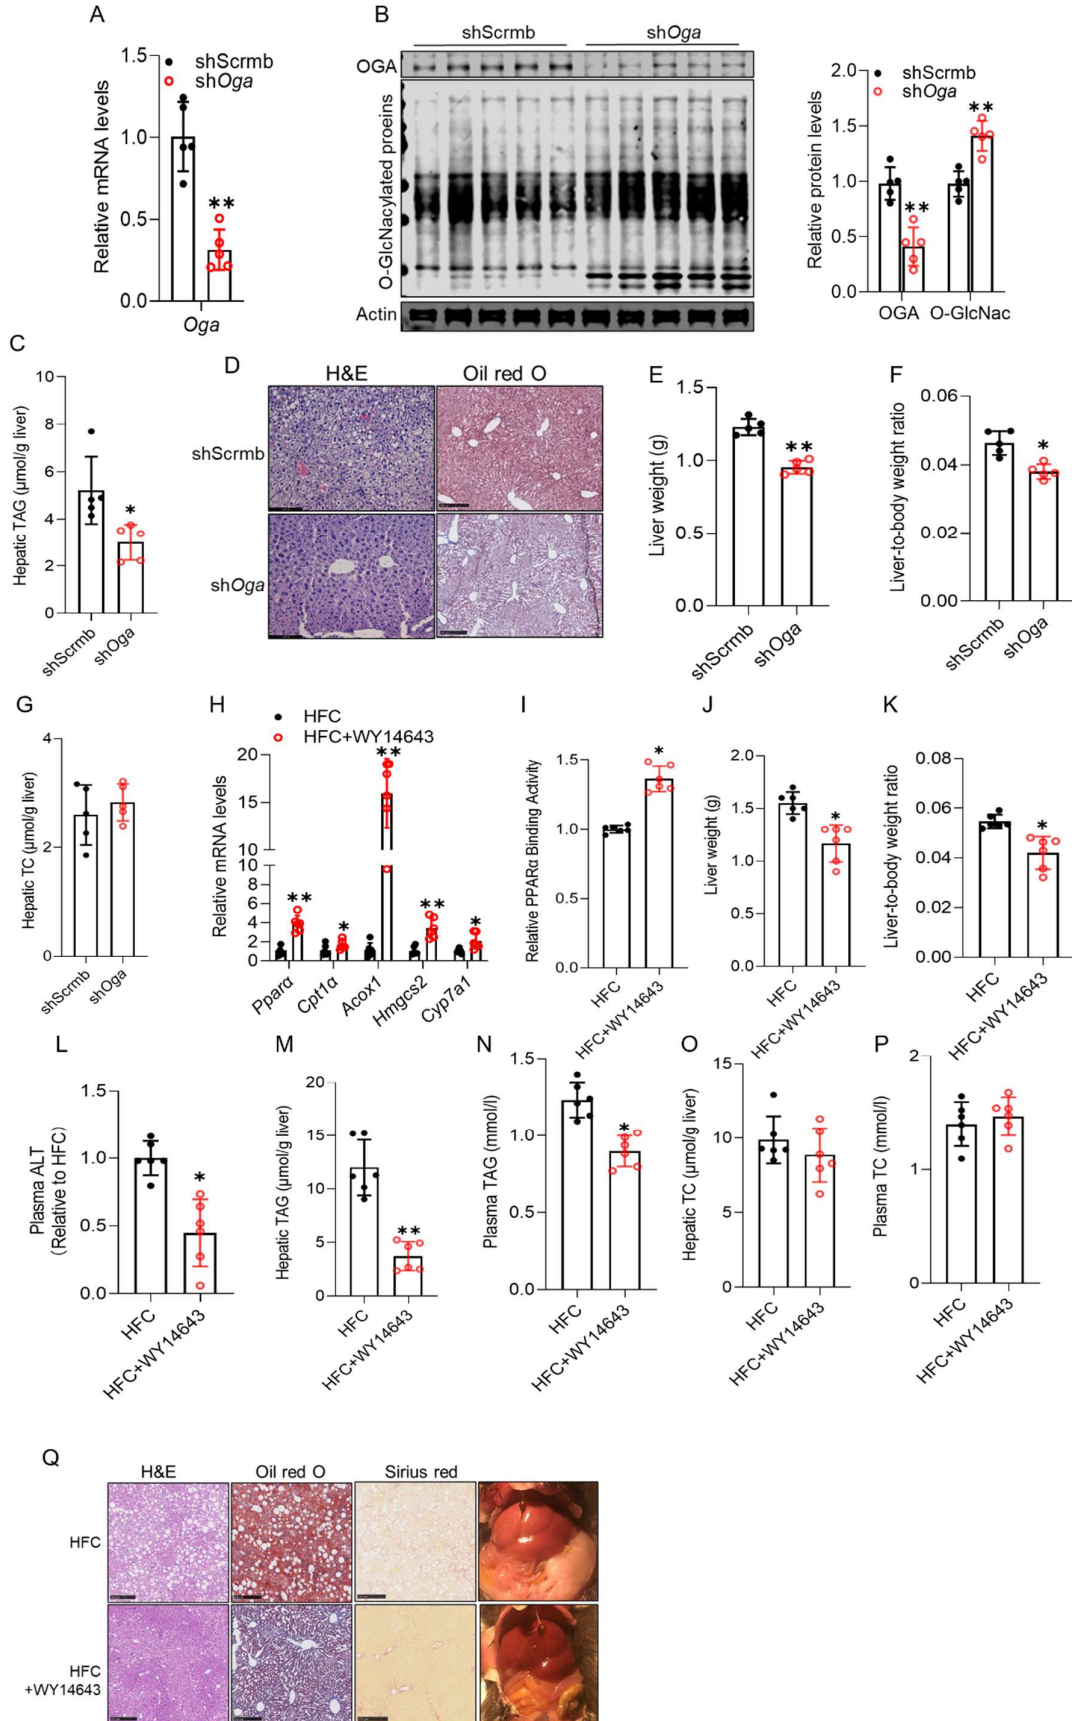 A
shScrmb
shOga
Relative mRNA levels
1.5
1.0
0.5
0.0
**
Oga
B
shScrmb
shOga
OGA
O-GlcNacylated proeins
Actin
shScrmb
shOga
Relative protein levels
2.0
1.5
1.0
0.5
0.0
**
**
OGA
O-GlcNac
C
Hepatic TAG (μmol/g liver)
10
8
6
4
2
0
*
shScrmb
shOga
D
H&E
Oil red O
shScrmb
shOga
E
Liver weight (g)
1.5
1.0
0.5
0.0
**
shScrmb
shOga
F
Liver-to-body weight ratio
0.06
0.04
0.02
0.00
*
shScrmb
shOga
G
Hepatic TC (μmol/g liver)
4
2
0
shScrmb
shOga
H
HFC
HFC+WY14643
Relative mRNA levels
20
15
10
10
8
6
4
2
0
**
*
**
**
*
Pparα
Cpt1α
Acox1
Hmgcs2
Cyp7a1
I
Relative PPARα Binding Activity
1.5
1.0
0.5
0.0
*
HFC
HFC+WY14643
J
Liver weight (g)
2.0
1.5
1.0
0.5
0.0
*
HFC
HFC+WY14643
K
Liver-to-body weight ratio
0.08
0.06
0.04
0.02
0.00
*
HFC
HFC+WY14643
L
Plasma ALT
(Relative to HFC)
1.5
1.0
0.5
0.0
*
HFC
HFC+WY14643
M
Hepatic TAG (μmol/g liver)
20
15
10
5
0
**
HFC
HFC+WY14643
N
Plasma TAG (mmol/l)
1.5
1.0
0.5
0.0
*
HFC
HFC+WY14643
O
Hepatic TC (μmol/g liver)
15
10
5
0
HFC
HFC+WY14643
P
Plasma TC (mmol/l)
2
1
0
HFC
HFC+WY14643
Q
H&E
Oil red O
Sirius red
HFC
HFC
+WY14643